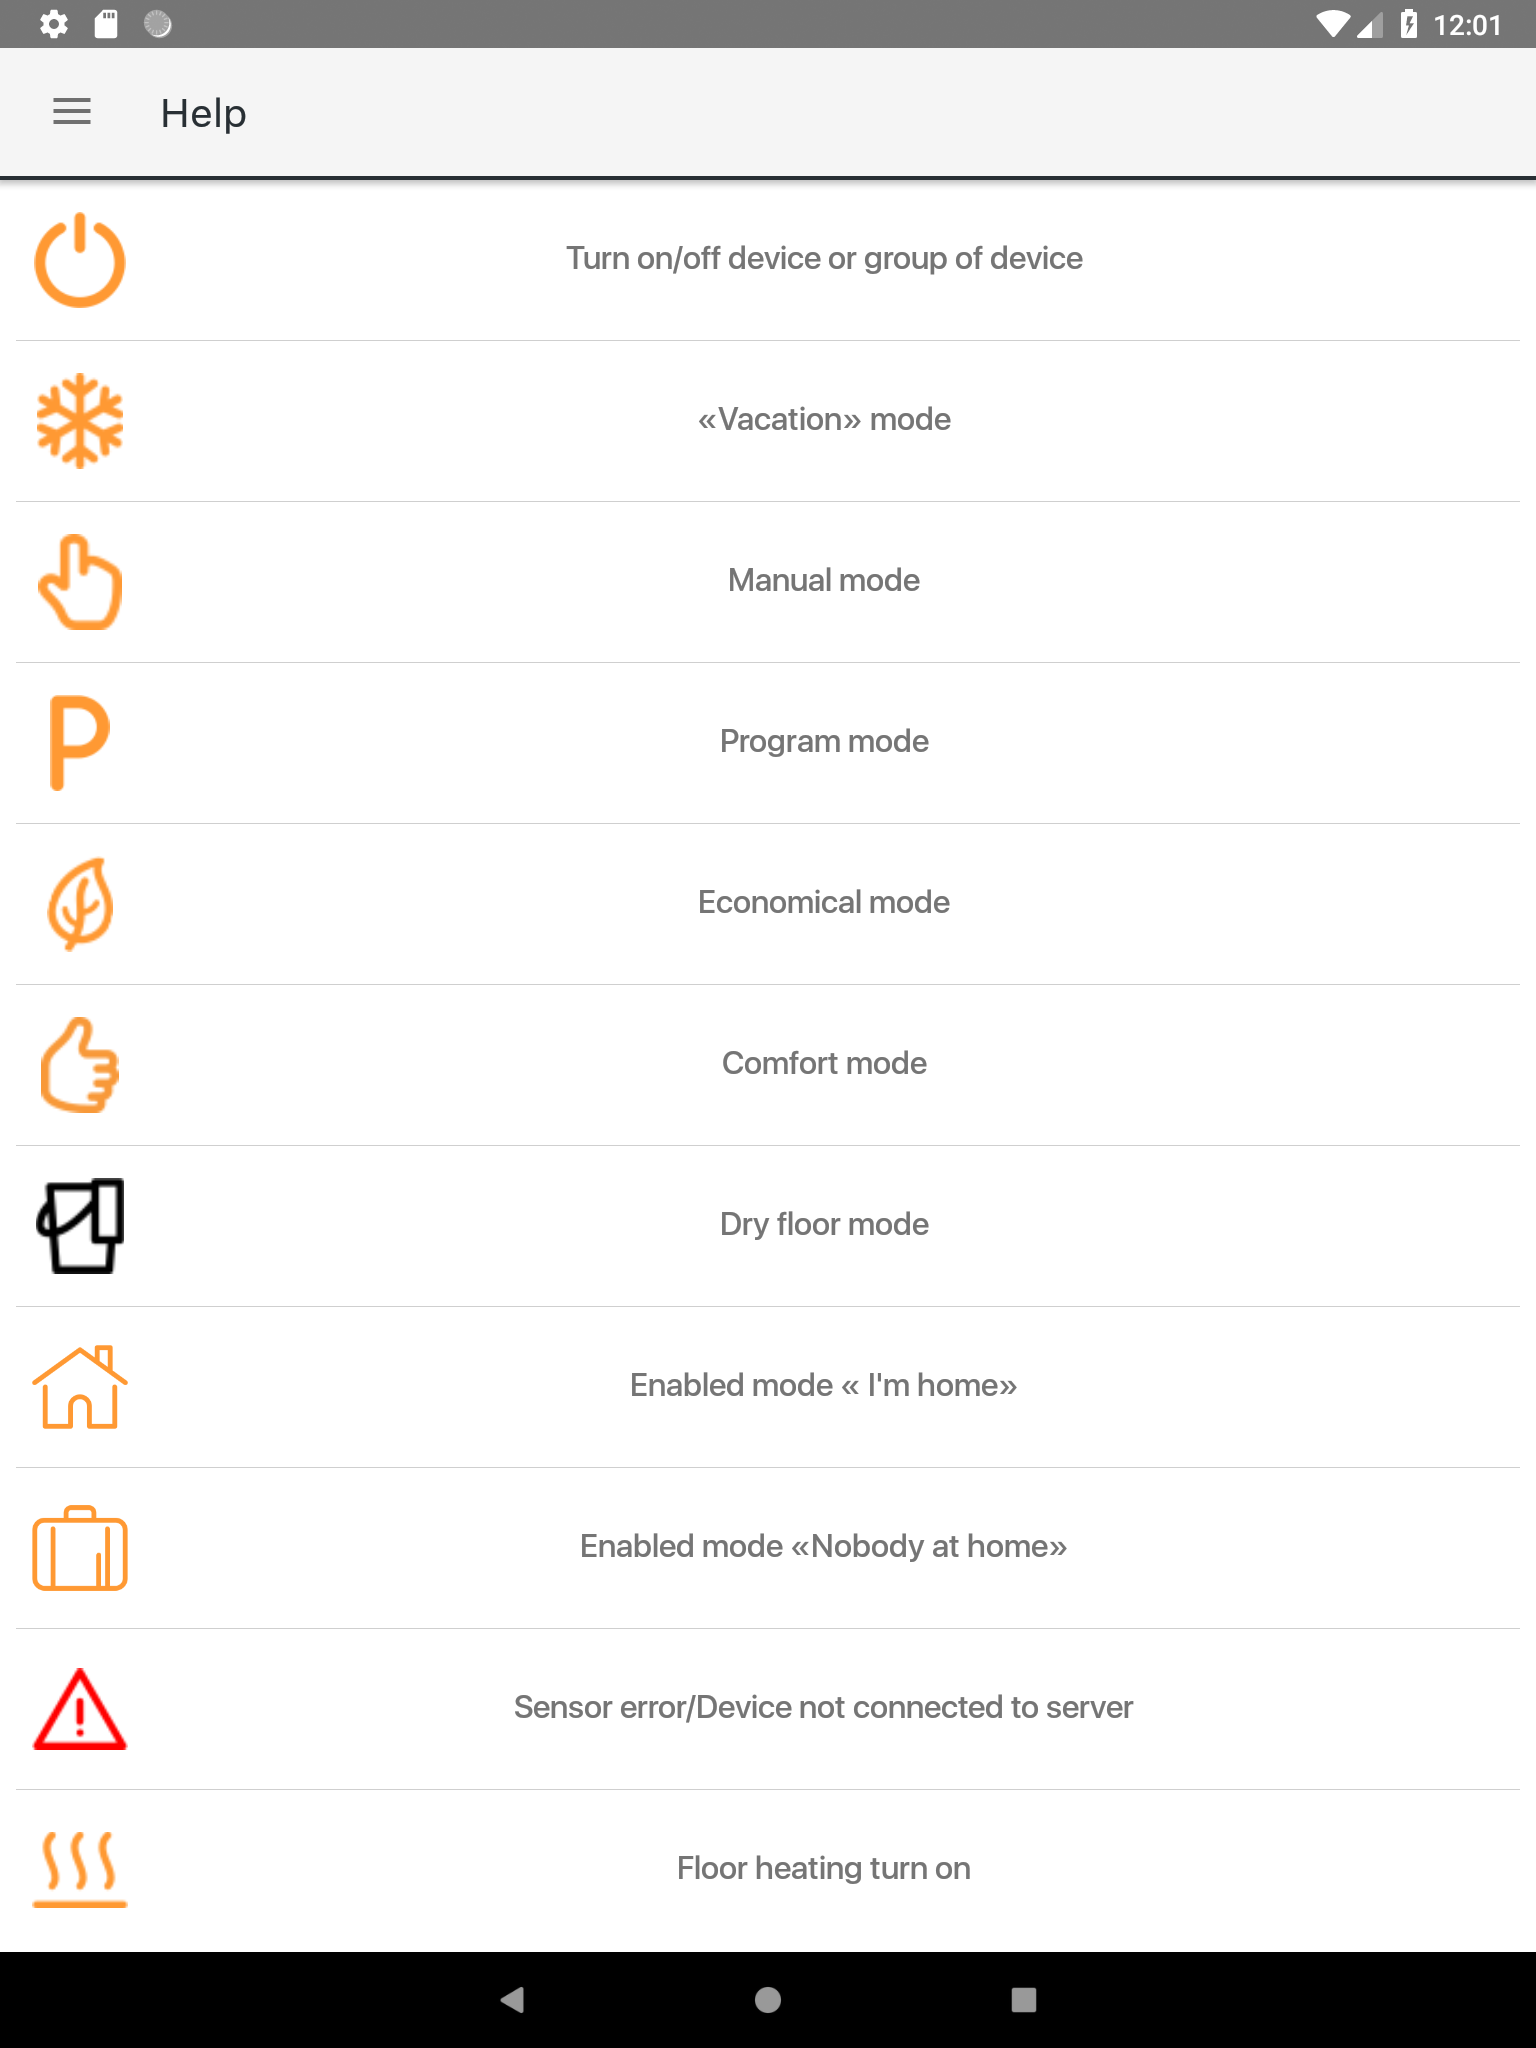 12:01
Help
Turn on/off device or group of device
«Vacation» mode
Manual mode
P
Program mode
Economical mode
Comfort mode
Dry floor mode
Enabled mode « I'm home»
Enabled mode «Nobody at home»
Sensor error/Device not connected to server
Floor heating turn on